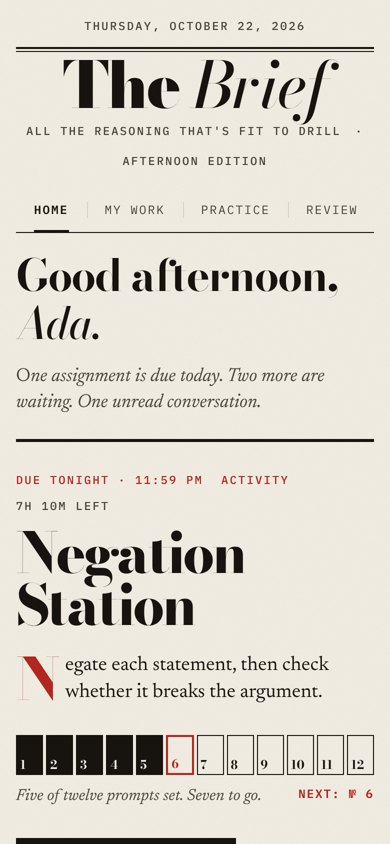 THURSDAY, OCTOBER 22, 2026
The Brief
ALL THE REASONING THAT'S FIT TO DRILL ·
AFTERNOON EDITION
HOME MY WORK PRACTICE REVIEW
Good afternoon,
Ada.
One assignment is due today. Two more are
waiting. One unread conversation.
DUE TONIGHT · 11:59 PM ACTIVITY
7H 10M LEFT
Negation
Station
Negate each statement, then check
whether it breaks the argument.
1 2 3 4 5 6 7 8 9 10 11 12
Five of twelve prompts set. Seven to go. NEXT: № 6